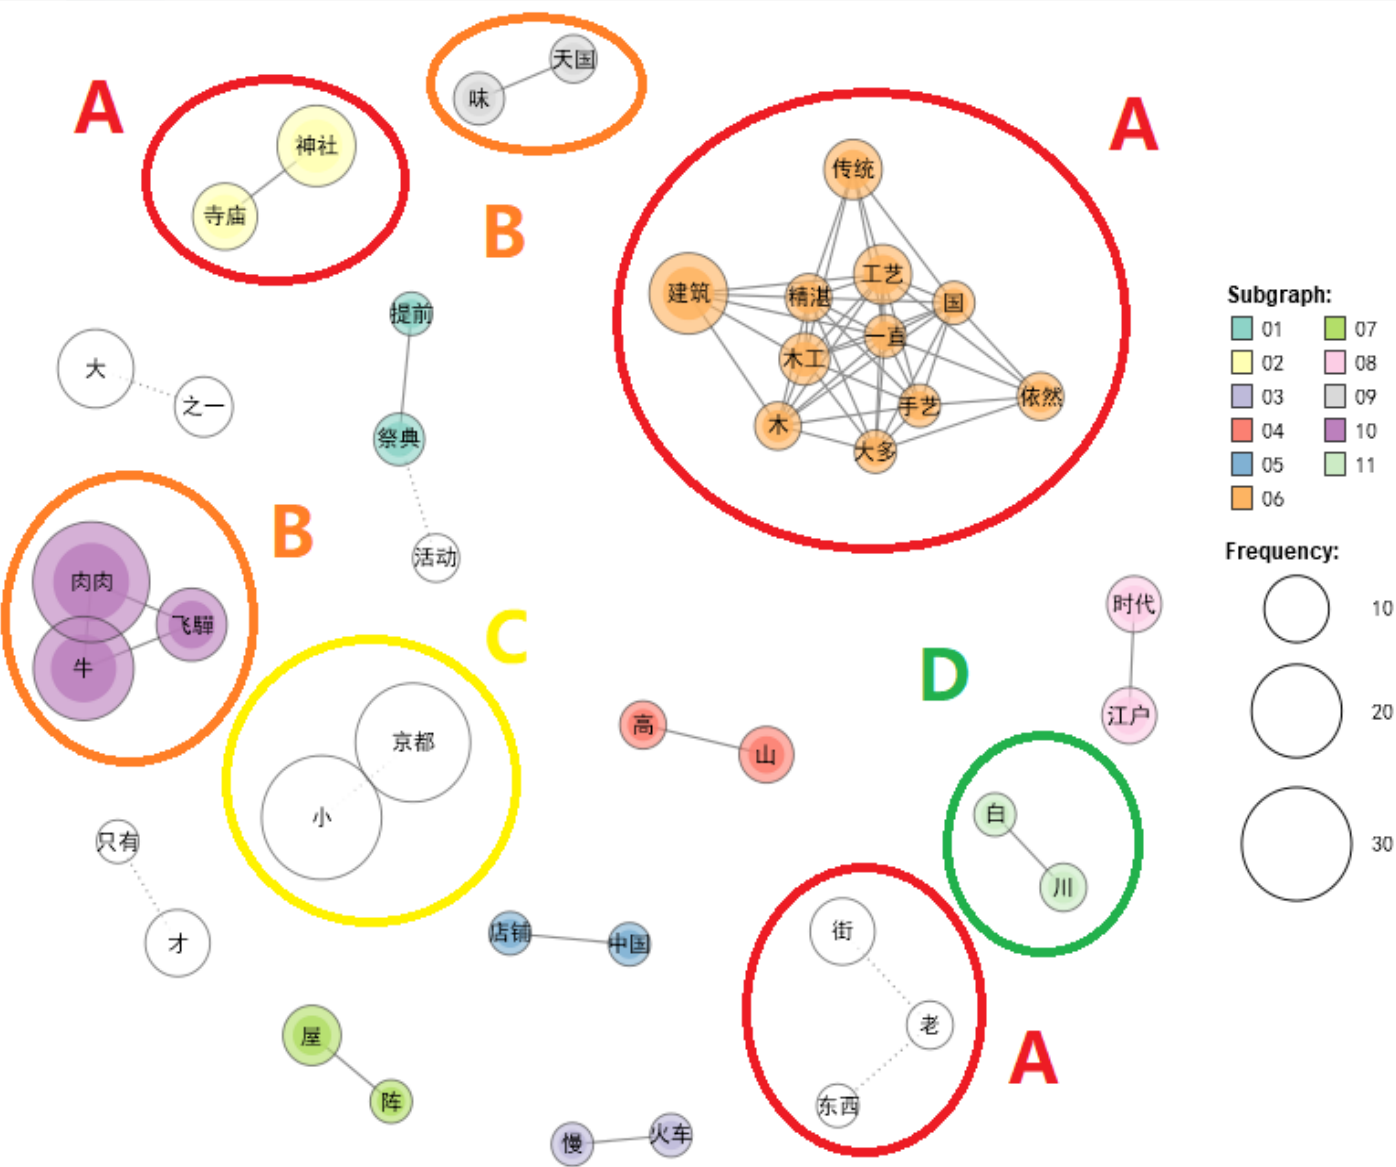 天国
味
A
神社
寺庙
B
A
传统
工艺
建筑
精湛
国
一直
木工
依然
手艺
木
大多
提前
大
之一
祭典
活动
B
肉肉
飞驒
牛
C
京都
小
高
山
D
时代
江户
白
川
只有
才
店铺
中国
A
街
老
东西
屋
阵
慢
火车
Subgraph:
01 07
02 08
03 09
04 10
05 11
06
Frequency:
10
20
30